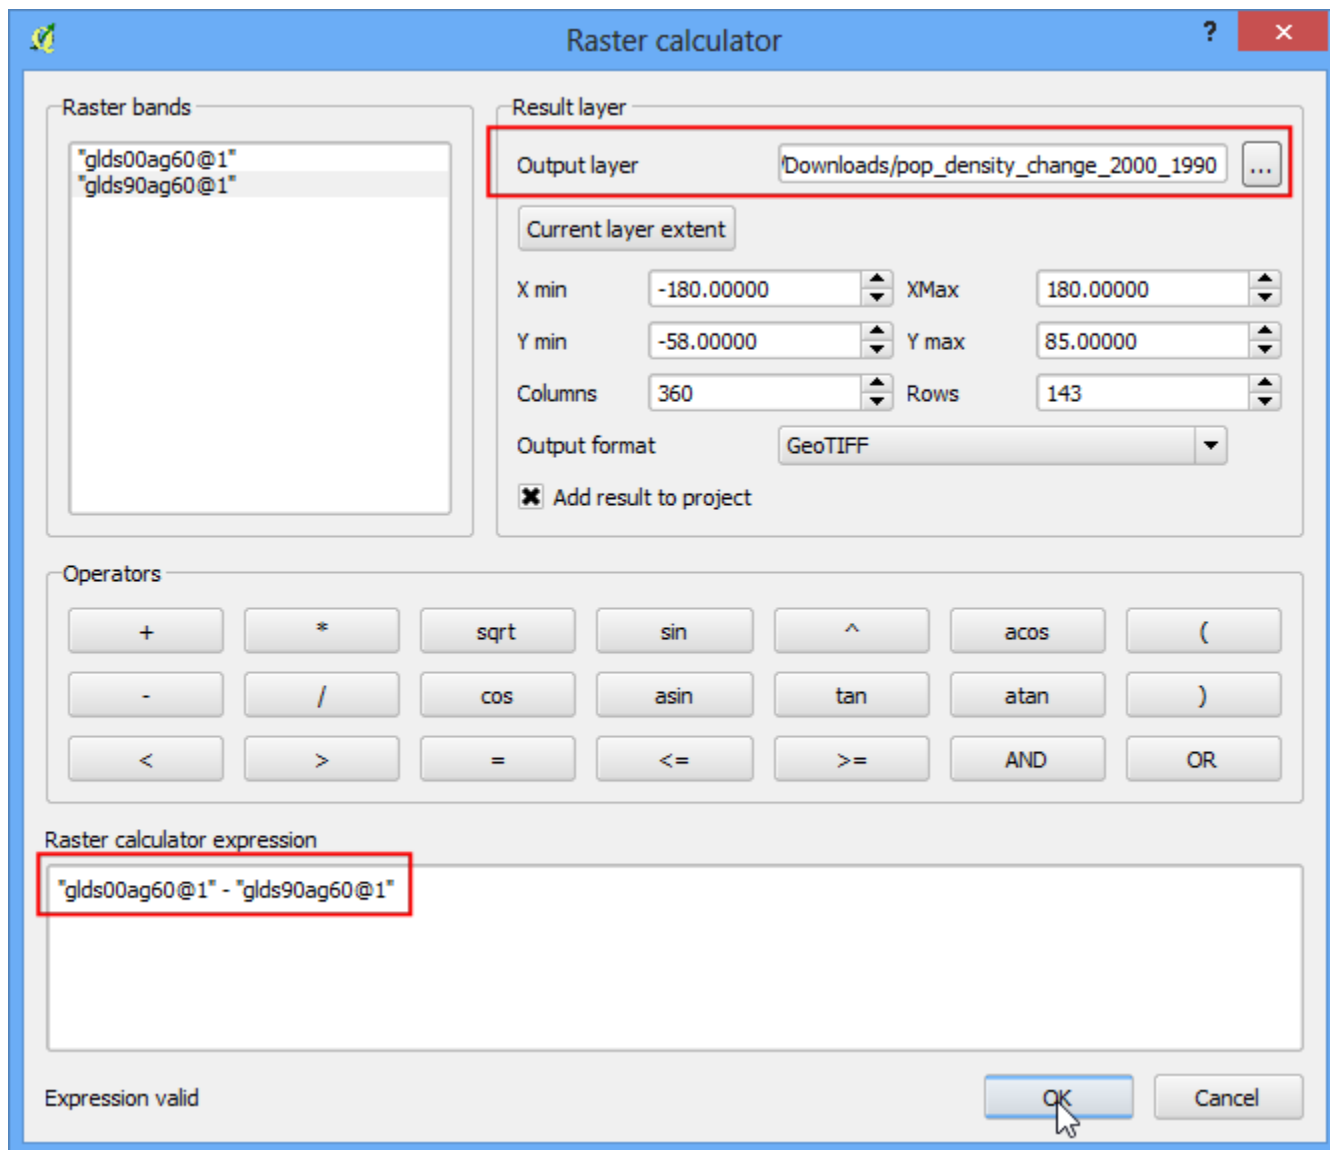 Raster calculator
?
Raster bands
"glds00ag60@1"
"glds90ag60@1"
Result layer
Output layer
/Downloads/pop_density_change_2000_1990
...
Current layer extent
X min -180.00000 XMax 180.00000
Y min -58.00000 Y max 85.00000
Columns 360 Rows 143
Output format GeoTIFF
Add result to project
Operators
+ * sqrt sin ^ acos (
- / cos asin tan atan )
< > = <= >= AND OR
Raster calculator expression
"glds00ag60@1" - "glds90ag60@1"
Expression valid
OK Cancel